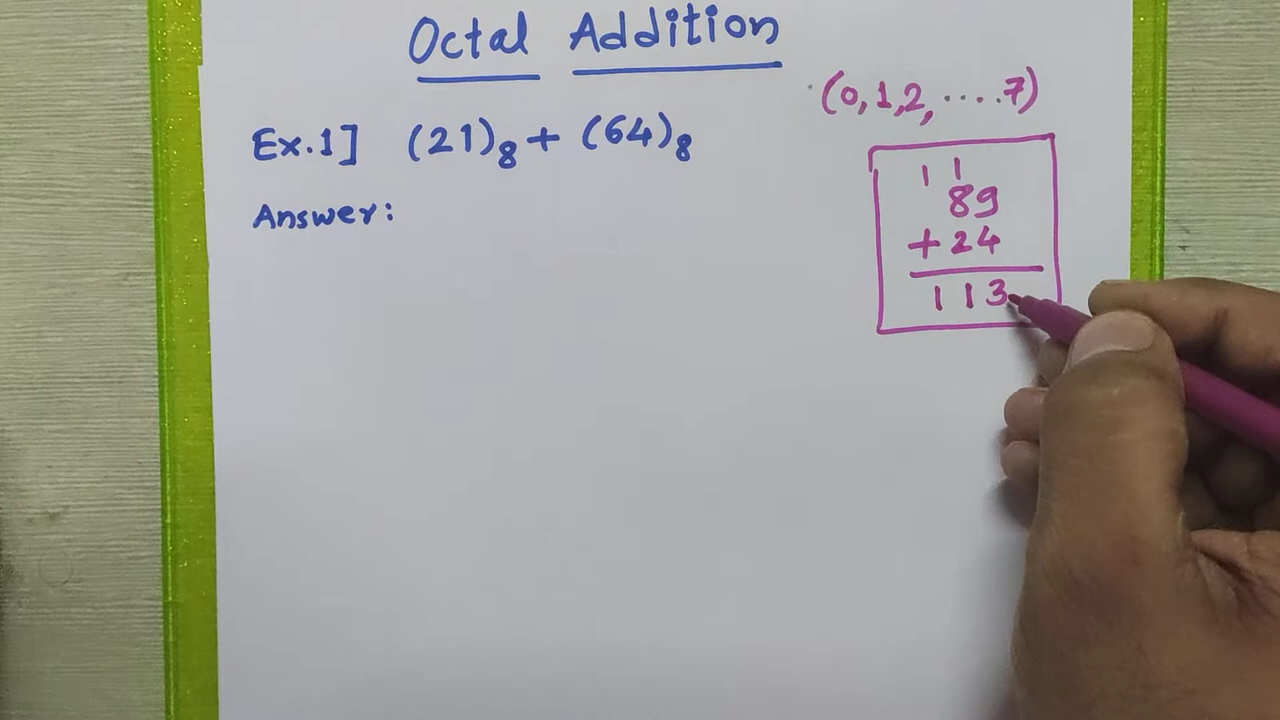 Octal Addition
(0, 1, 2, ....7)
Ex.1] (21)8 + (64)8
Answer:
1 1
89
+ 24
113